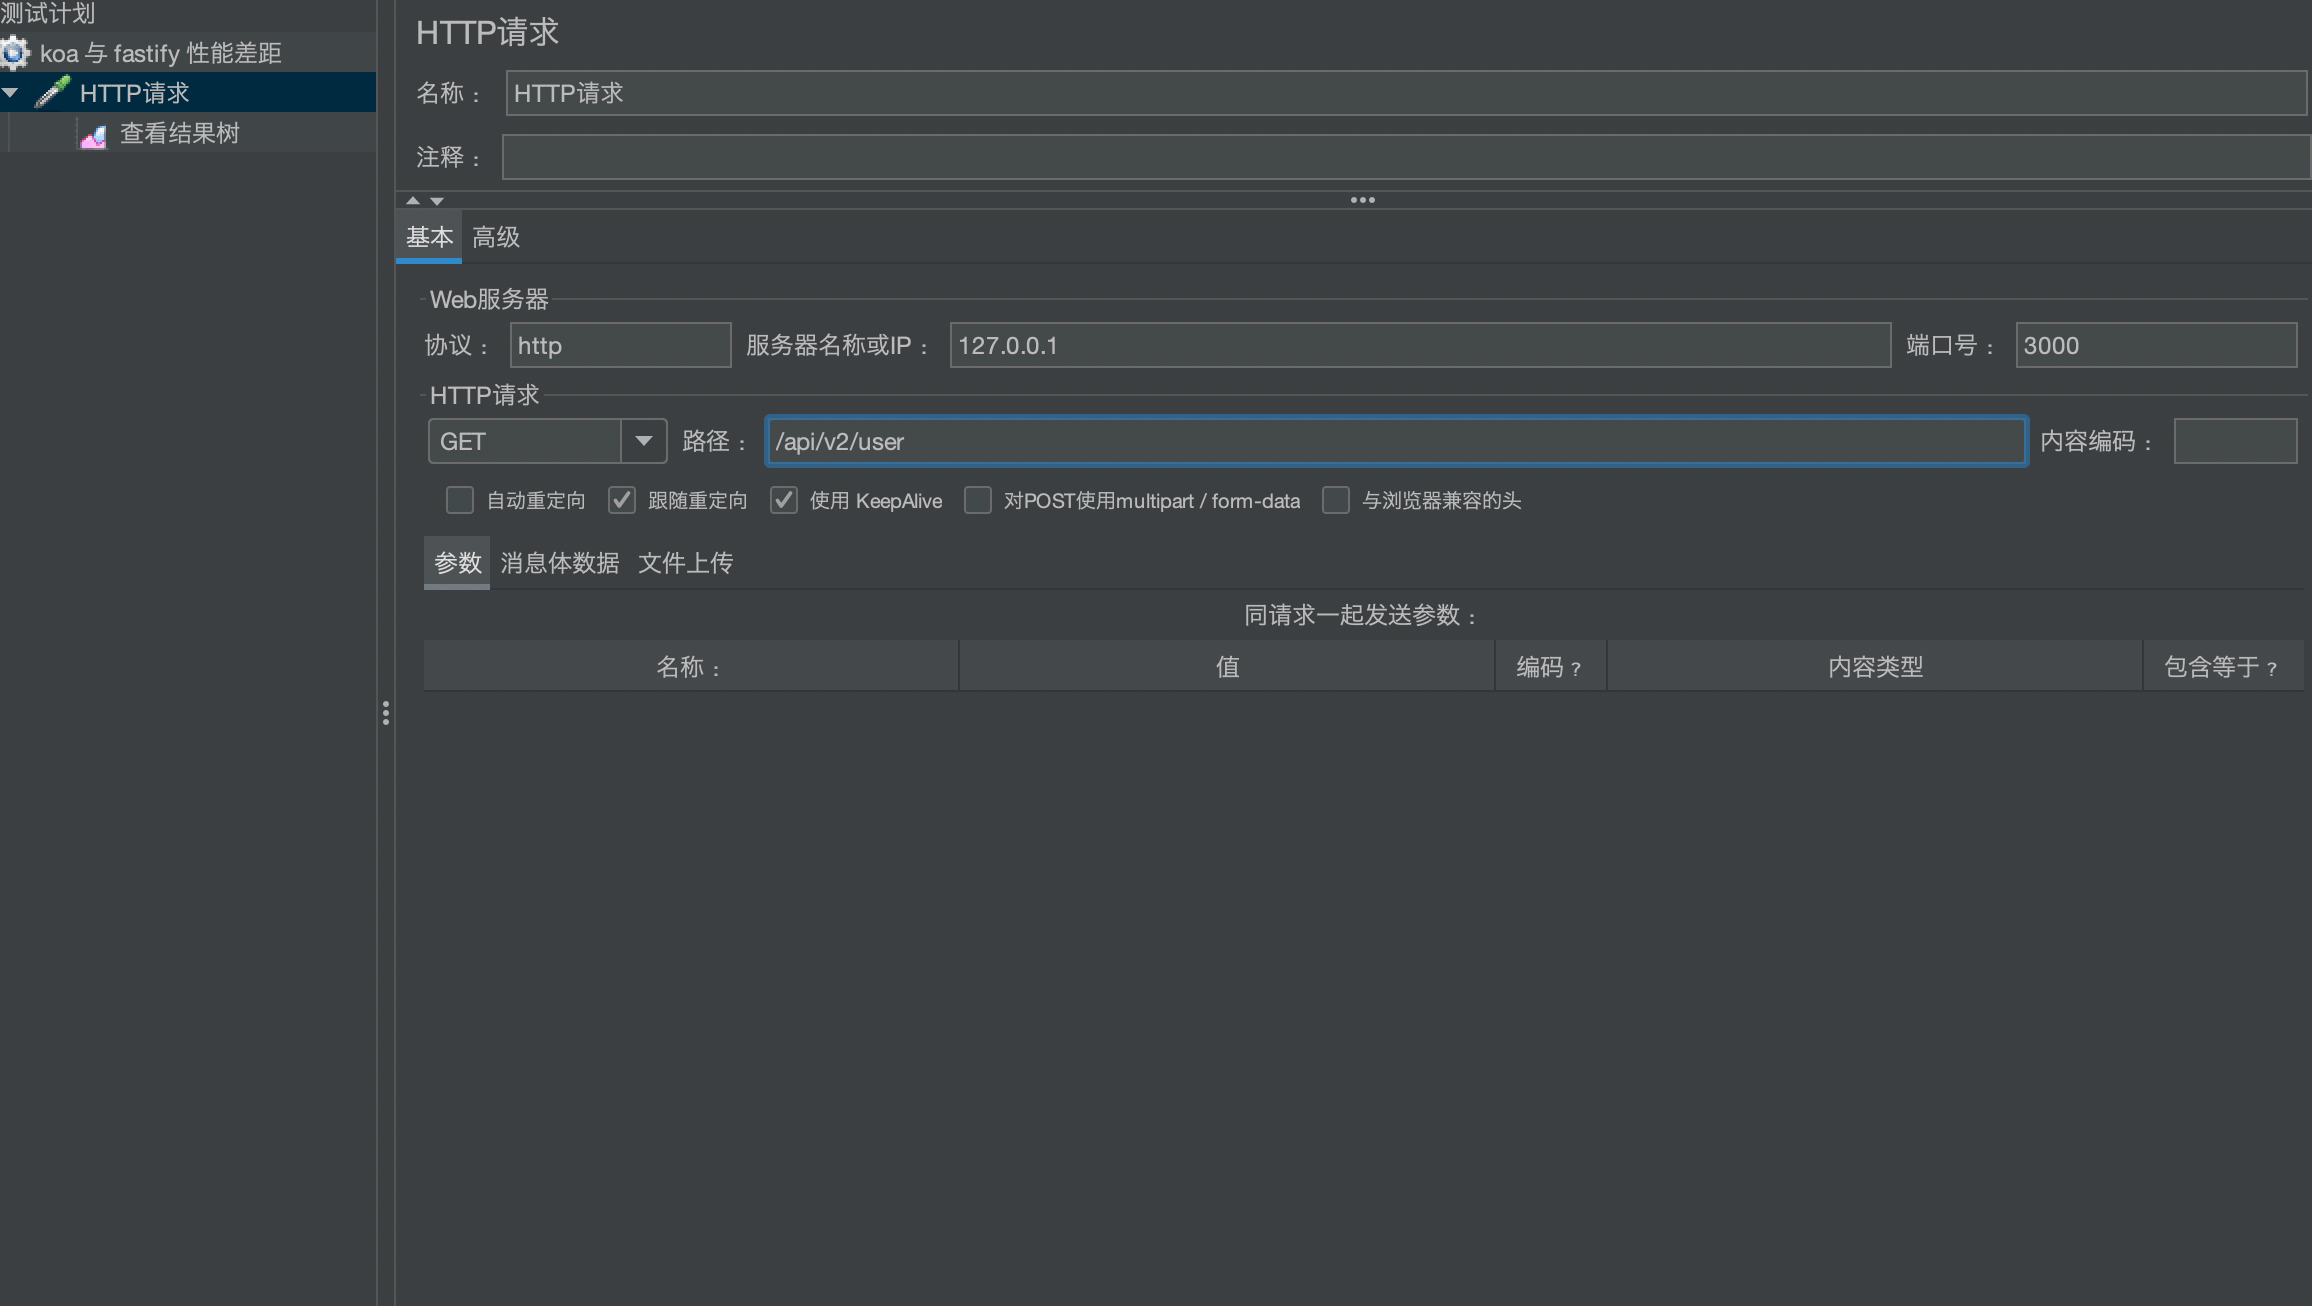 测试计划
koa 与 fastify 性能差距
HTTP请求
查看结果树
HTTP请求
名称： HTTP请求
注释：
基本 高级
Web服务器
协议： http 服务器名称或IP： 127.0.0.1 端口号： 3000
HTTP请求
GET 路径： /api/v2/user 内容编码：
自动重定向 跟随重定向 使用 KeepAlive 对POST使用multipart / form-data 与浏览器兼容的头
参数 消息体数据 文件上传
同请求一起发送参数：
名称： 值 编码？ 内容类型 包含等于？